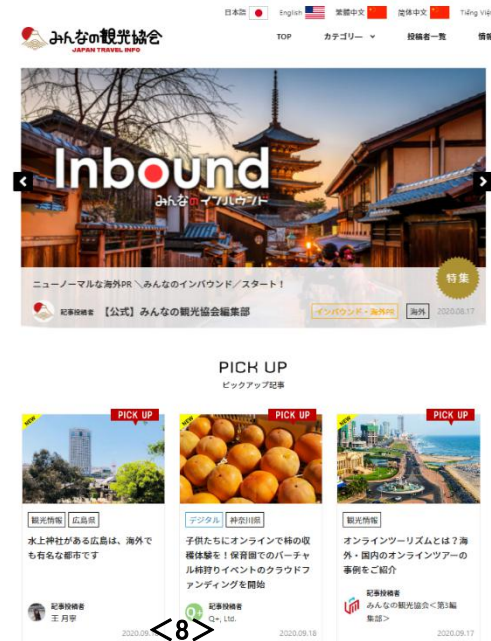 日本語 English 繁體中文 简体中文 Tiếng Việ
みんなの観光協会
JAPAN TRAVEL INFO
TOP カテゴリー 投稿者一覧 情報
Inbound
みんなのインバウンド
ニューノーマルな海外PR ＼みんなのインバウンド／スタート！
特集
記事投稿者 【公式】みんなの観光協会編集部 インバウンド・海外PR 海外 2020.08.17
PICK UP
ピックアップ記事
NEW PICK UP
観光情報 広島県
水上神社がある広島は、海外で
も有名な都市です
記事投稿者
王 月寧
NEW PICK UP
デジタル 神奈川県
子供たちにオンラインで柿の収
穫体験を！保育園でのバーチャ
ル柿狩りイベントのクラウドフ
ァンディングを開始
記事投稿者
Q+, Ltd.
2020.09.18
NEW PICK UP
観光情報
オンラインツーリズムとは？海
外・国内のオンラインツアーの
事例をご紹介
記事投稿者
みんなの観光協会＜第3編
集部＞
2020.09.17
<8>